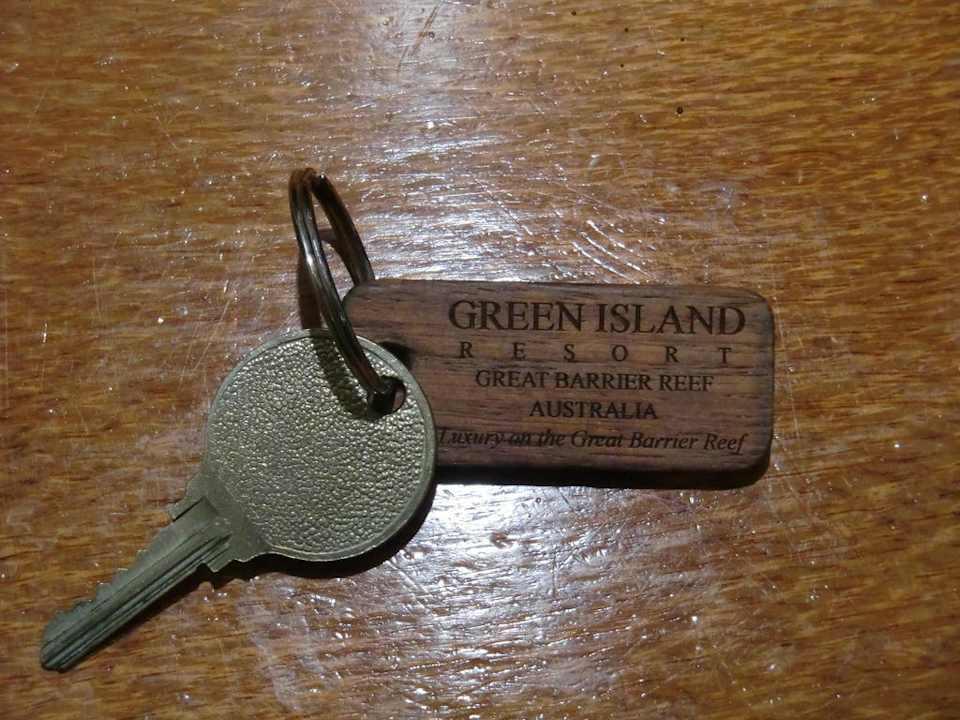 GREEN ISLAND
RESORT
GREAT BARRIER REEF
AUSTRALIA
Luxury on the Great Barrier Reef